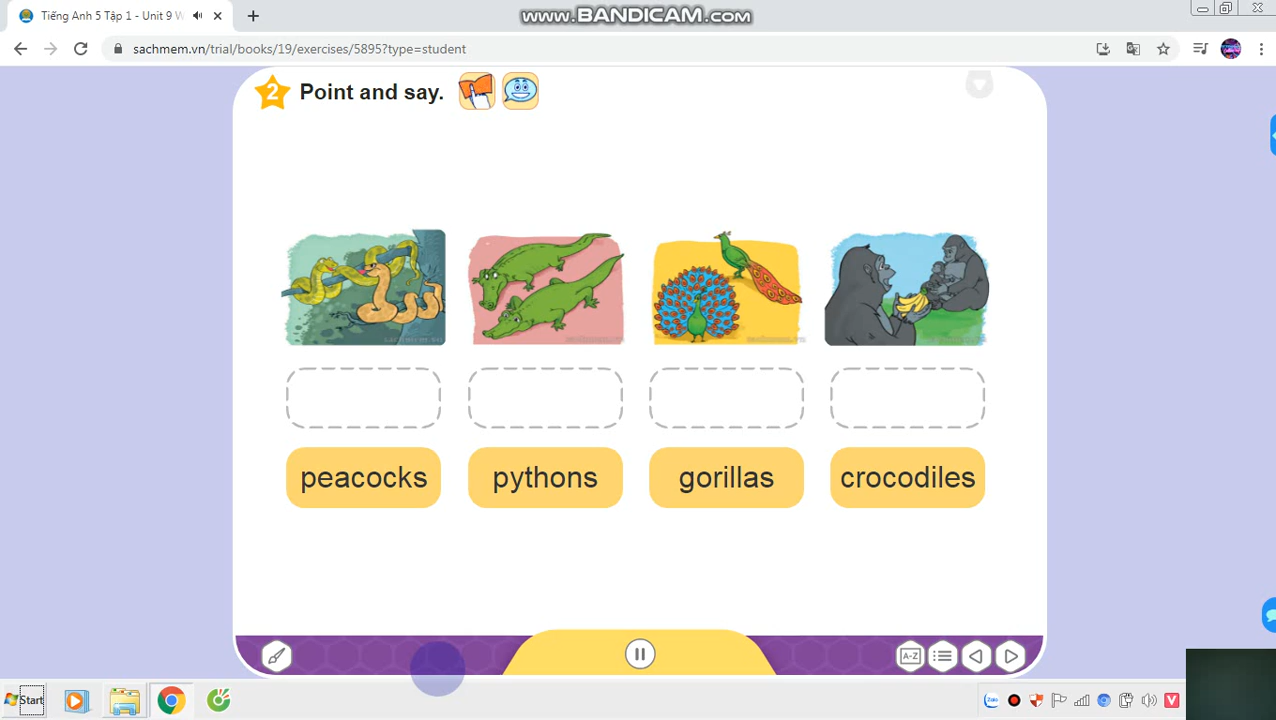 www.BANDICAM.com
Tiếng Anh 5 Tập 1 - Unit 9 W
sachmem.vn/trial/books/19/exercises/5895?type=student
2 Point and say.
peacocks pythons gorillas crocodiles
A-Z
Start
Zalo
V